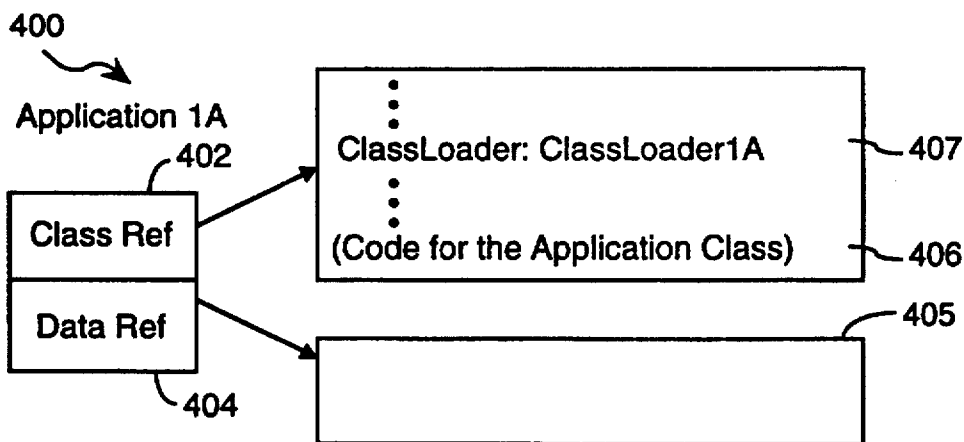 400
Application 1A
402
Class Ref
Data Ref
404
ClassLoader: ClassLoader1A
407
(Code for the Application Class)
406
405